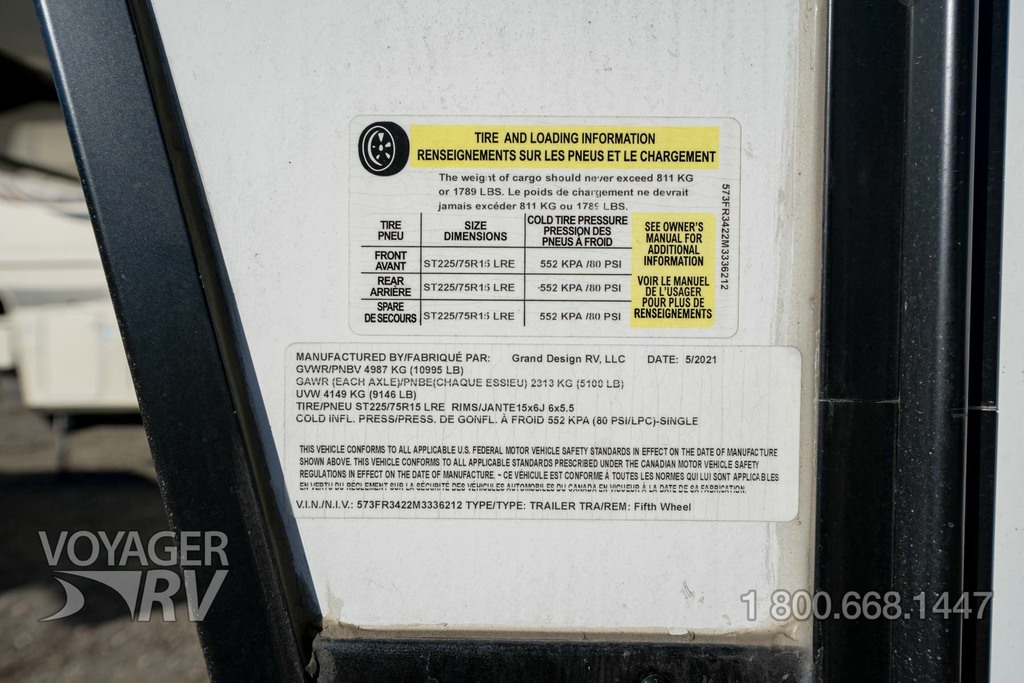 TIRE AND LOADING INFORMATION
RENSEIGNEMENTS SUR LES PNEUS ET LE CHARGEMENT
The weight of cargo should never exceed 811 KG
or 1789 LBS. Le poids de chargement ne devrait
jamais excéder 811 KG ou 1789 LBS.
TIRE
PNEU
SIZE
DIMENSIONS
COLD TIRE PRESSURE
PRESSION DES
PNEUS À FROID
FRONT
AVANT
ST225/75R15 LRE
552 KPA /80 PSI
REAR
ARRIÈRE
ST225/75R15 LRE
552 KPA /80 PSI
SPARE
DE SECOURS
ST225/75R15 LRE
552 KPA /80 PSI
SEE OWNER'S
MANUAL FOR
ADDITIONAL
INFORMATION
VOIR LE MANUEL
DE L'USAGER
POUR PLUS DE
RENSEIGNEMENTS
573FR3422M3336212
MANUFACTURED BY/FABRIQUÉ PAR: Grand Design RV, LLC DATE: 5/2021
GVWR/PNBV 4987 KG (10995 LB)
GAWR (EACH AXLE)/PNBE(CHAQUE ESSIEU) 2313 KG (5100 LB)
UVW 4149 KG (9146 LB)
TIRE/PNEU ST225/75R15 LRE RIMS/JANTE 15x6J 6x5.5
COLD INFL. PRESS/PRESS. DE GONFL. À FROID 552 KPA (80 PSI/LPC)-SINGLE
THIS VEHICLE CONFORMS TO ALL APPLICABLE U.S. FEDERAL MOTOR VEHICLE SAFETY STANDARDS IN EFFECT ON THE DATE OF MANUFACTURE
SHOWN ABOVE. THIS VEHICLE CONFORMS TO ALL APPLICABLE STANDARDS PRESCRIBED UNDER THE CANADIAN MOTOR VEHICLE SAFETY
REGULATIONS IN EFFECT ON THE DATE OF MANUFACTURE. ~ CE VÉHICULE EST CONFORME À TOUTES LES NORMES QUI LUI SONT APPLICABLES
EN VERTU DU RÈGLEMENT SUR LA SÉCURITÉ DES VÉHICULES AUTOMOBILES DU CANADA EN VIGUEUR À LA DATE DE SA FABRICATION.
V.I.N./N.I.V.: 573FR3422M3336212 TYPE/TYPE: TRAILER TRA/REM: Fifth Wheel
VOYAGER
RV
1 800.668.1447